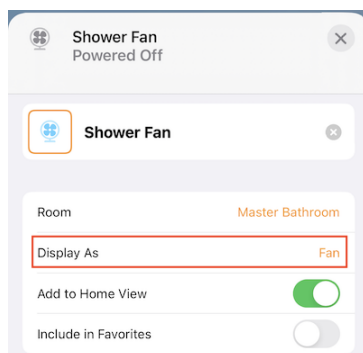 Shower Fan
Powered Off
Shower Fan
Room Master Bathroom
Display As Fan
Add to Home View
Include in Favorites